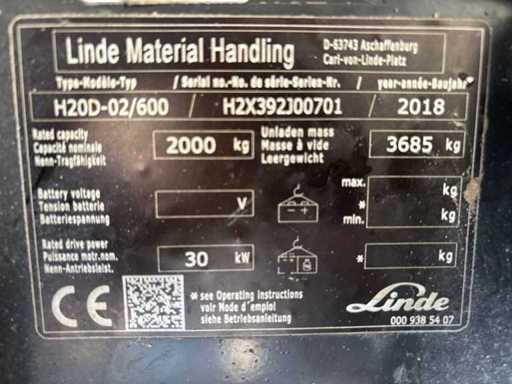 Linde Material Handling
D-63743 Aschaffenburg
Carl-von-Linde-Platz
Type-Modèle-Typ / Serial no.-No. de série-Serien-Nr. / year-année-Baujahr*
H20D-02/600 / H2X392J00701 / 2018
Rated capacity
Capacité nominale
Nenn-Tragfähigkeit
2000 kg
Unladen mass
Masse à vide
Leergewicht
3685 kg
Battery voltage
Tension batterie
Batteriespannung
V
- +
max. kg
*
min. kg
Rated drive power
Puissance motr.nom.
Nenn-Antriebsleist.
30 kW
* kg
CE
* see Operating instructions
voir Mode d'emploi
siehe Betriebsanleitung
Linde
000 938 54 07